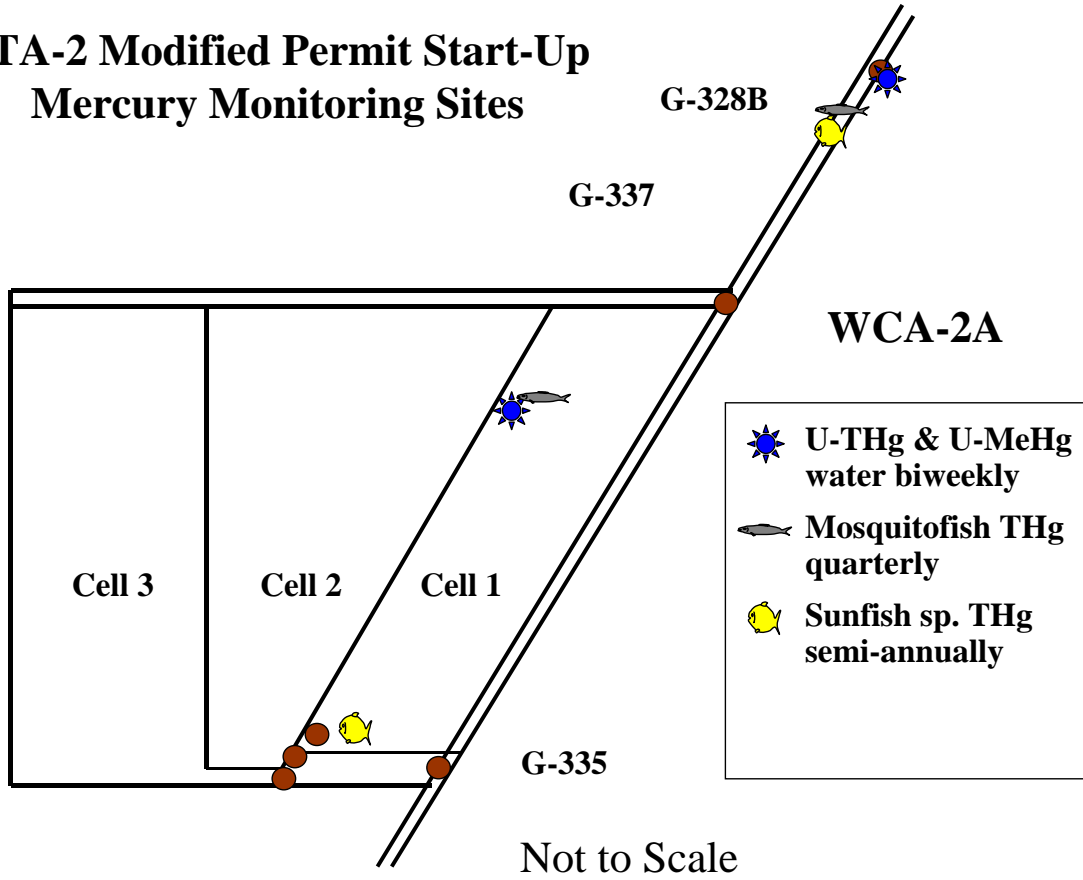 TA-2 Modified Permit Start-Up
Mercury Monitoring Sites
G-328B
G-337
WCA-2A
U-THg & U-MeHg
water biweekly
Mosquitofish THg
quarterly
Sunfish sp. THg
semi-annually
Cell 3
Cell 2
Cell 1
G-335
Not to Scale